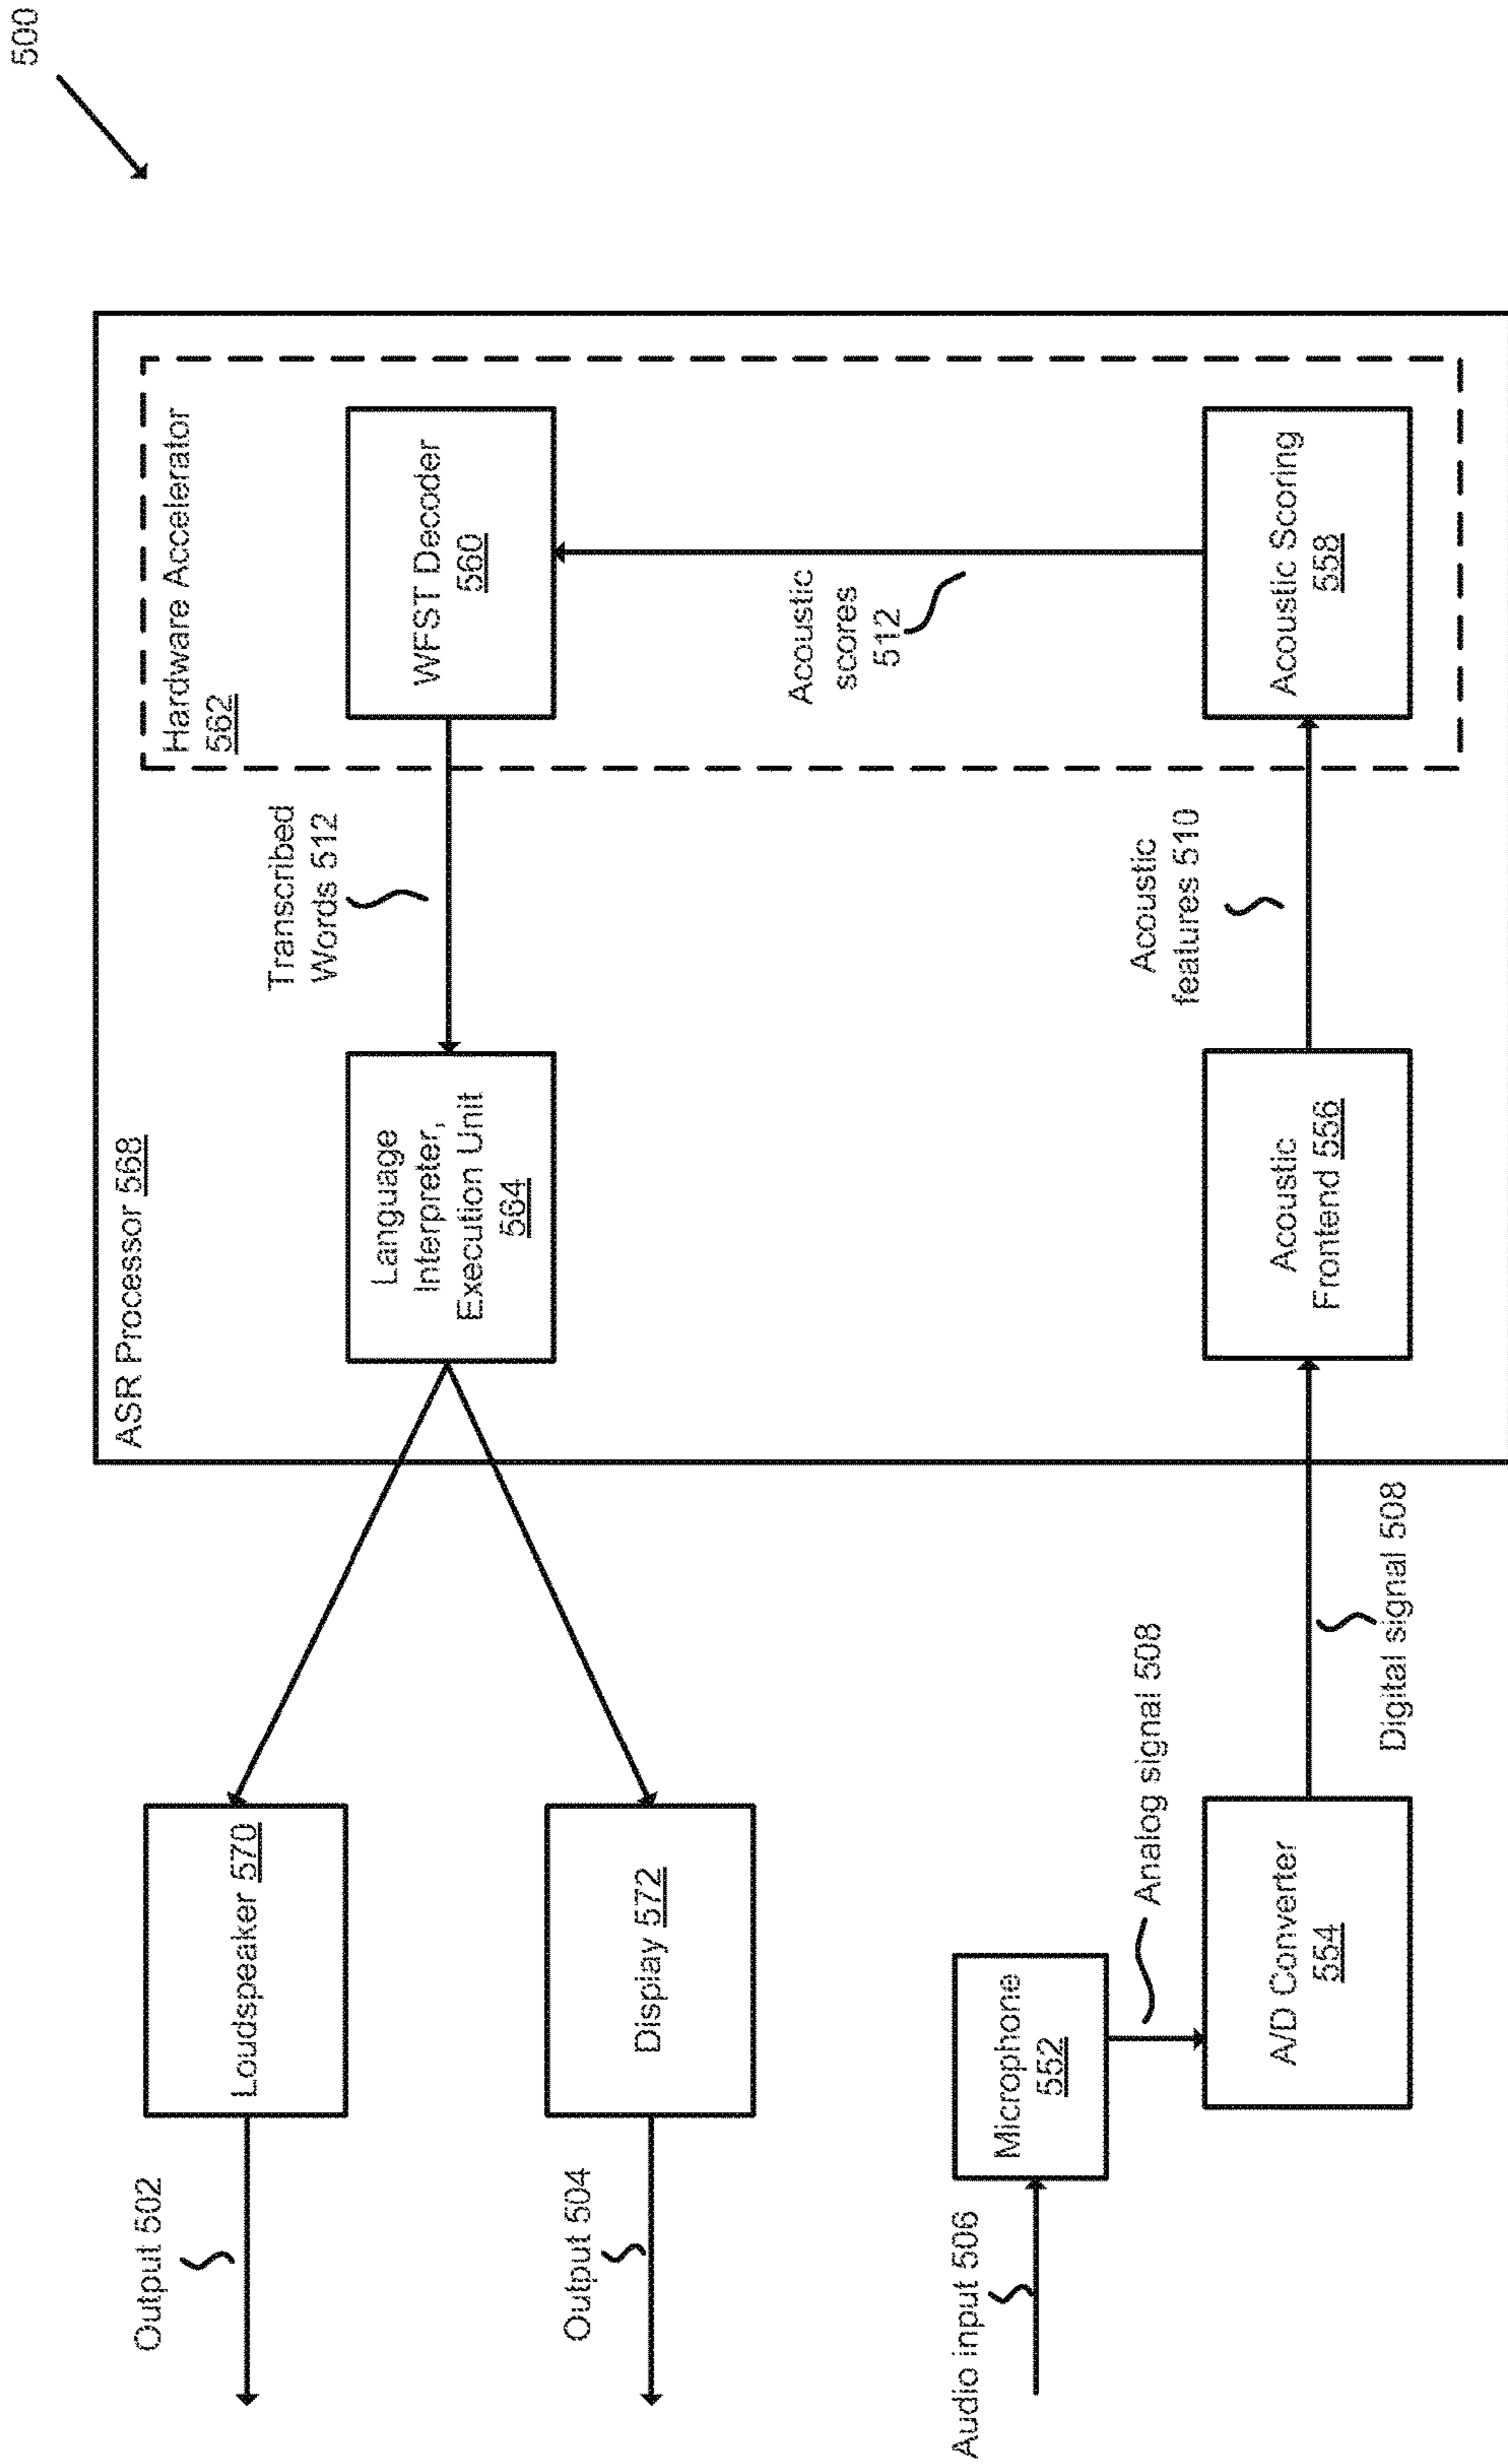 500
ASR Processor 568
Hardware Accelerator
562
Output 502
Loudspeaker 570
Language
Interpreter,
Execution Unit
564
Transcribed
Words 512
WFST Decoder
560
Output 504
Display 572
Acoustic
scores
512
Audio input 506
Microphone
552
Analog signal 508
A/D Converter
554
Digital signal 508
Acoustic
Frontend 556
Acoustic
features 510
Acoustic Scoring
558